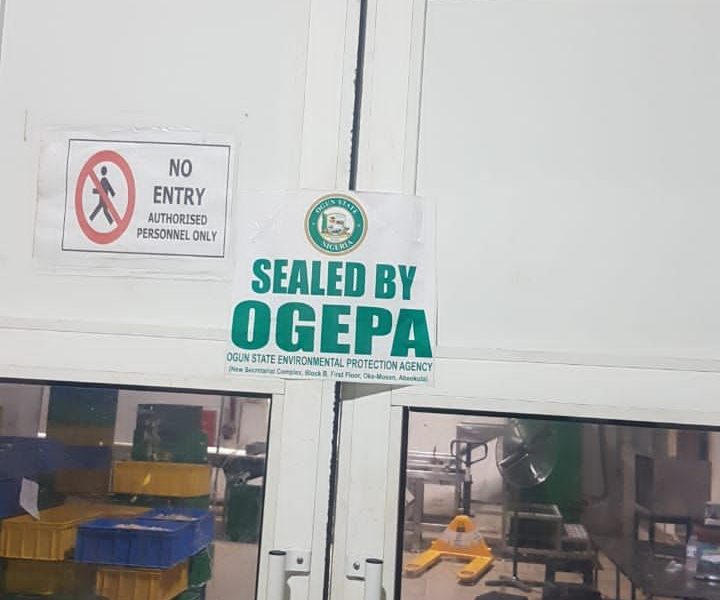 NO
ENTRY
AUTHORISED
PERSONNEL ONLY
OGUN STATE
NIGERIA
SEALED BY
OGEPA
OGUN STATE ENVIRONMENTAL PROTECTION AGENCY
(New Secretariat Complex, Block B, First Floor, Oke-Mosan, Abeokuta)